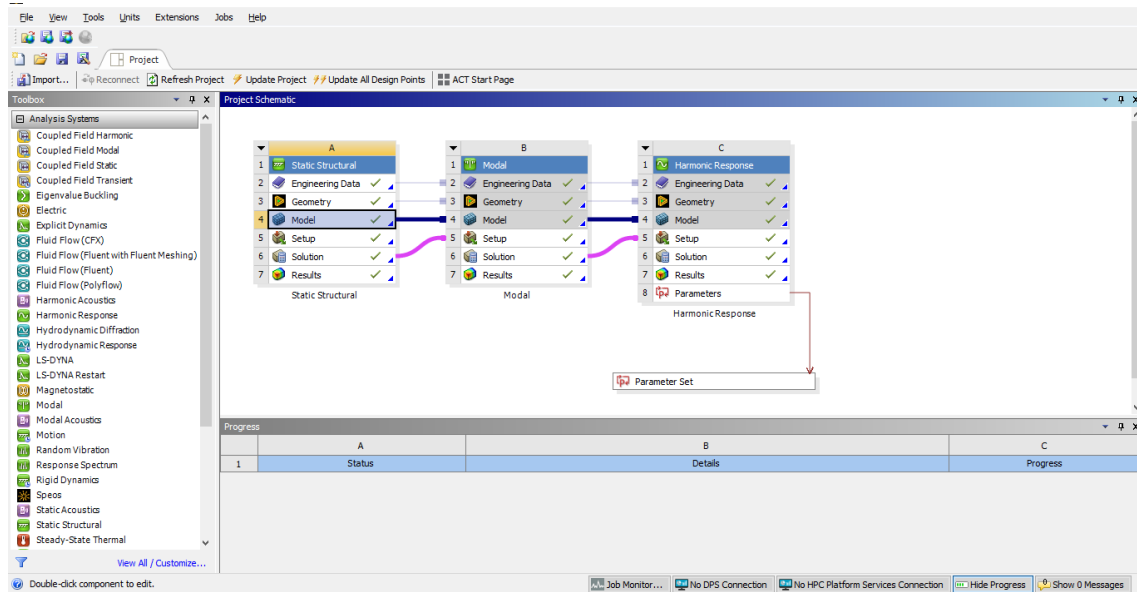 File View Tools Units Extensions Jobs Help
Project
Import... Reconnect Refresh Project Update Project Update All Design Points ACT Start Page
Toolbox
Analysis Systems
Coupled Field Harmonic
Coupled Field Modal
Coupled Field Static
Coupled Field Transient
Eigenvalue Buckling
Electric
Explicit Dynamics
Fluid Flow (CFX)
Fluid Flow (Fluent with Fluent Meshing)
Fluid Flow (Fluent)
Fluid Flow (Polyflow)
Harmonic Acoustics
Harmonic Response
Hydrodynamic Diffraction
Hydrodynamic Response
LS-DYNA
LS-DYNA Restart
Magnetostatic
Modal
Modal Acoustics
Motion
Random Vibration
Response Spectrum
Rigid Dynamics
Speos
Static Acoustics
Static Structural
Steady-State Thermal
View All / Customize...
Project Schematic
A
1 Static Structural
2 Engineering Data
3 Geometry
4 Model
5 Setup
6 Solution
7 Results
Static Structural
B
1 Modal
2 Engineering Data
3 Geometry
4 Model
5 Setup
6 Solution
7 Results
Modal
C
1 Harmonic Response
2 Engineering Data
3 Geometry
4 Model
5 Setup
6 Solution
7 Results
8 Parameters
Harmonic Response
Parameter Set
Progress
A B C
1 Status Details Progress
Double-click component to edit.
Job Monitor... No DPS Connection No HPC Platform Services Connection Hide Progress Show 0 Messages